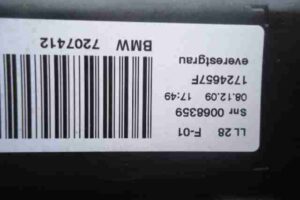 LL 28 F-01
Snr 0068359
08.12.09 17:49
1724657F
everestgrau
BMW 7207412